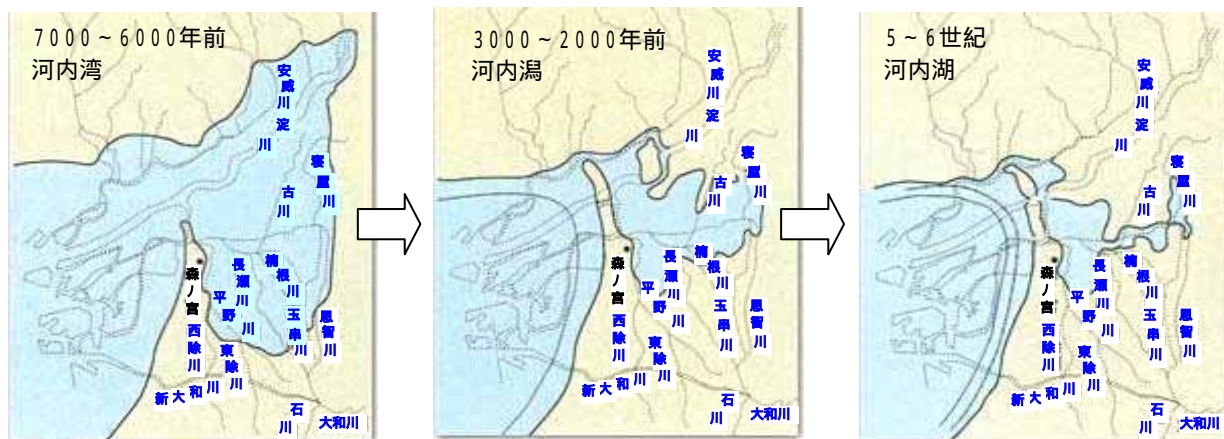 7000~6000年前
河内湾
安威川
淀川
寝屋川
古川
長瀬川
楠根川
森ノ宮
平野川
玉串川
恩智川
西除川
東除川
新大和川
石川
大和川
3000~2000年前
河内潟
安威川
淀川
寝屋川
古川
楠根川
長瀬川
森ノ宮
平野川
玉串川
恩智川
西除川
東除川
新大和川
石川
大和川
5~6世紀
河内湖
安威川
淀川
寝屋川
古川
長瀬川
楠根川
森ノ宮
平野川
玉串川
恩智川
西除川
東除川
新大和川
石川
大和川